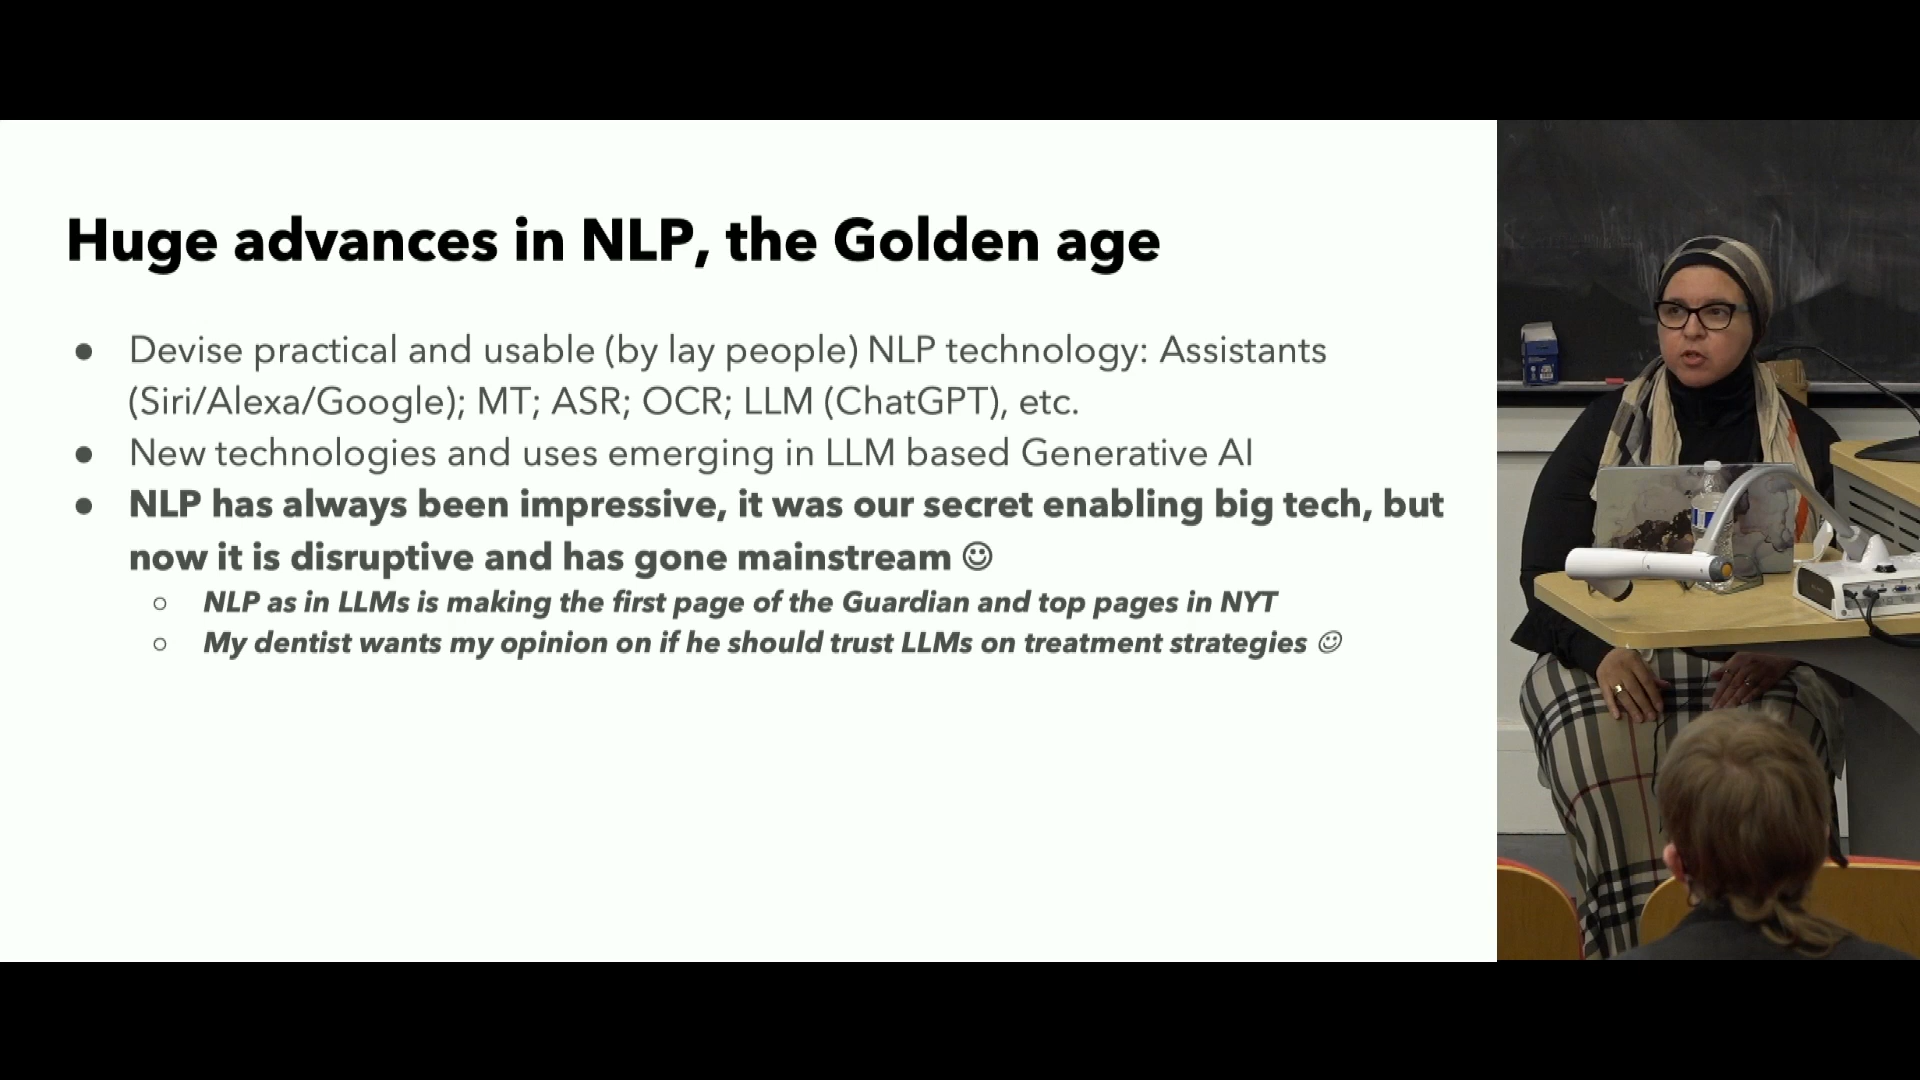 Huge advances in NLP, the Golden age
● Devise practical and usable (by lay people) NLP technology: Assistants
(Siri/Alexa/Google); MT; ASR; OCR; LLM (ChatGPT), etc.
● New technologies and uses emerging in LLM based Generative AI
● NLP has always been impressive, it was our secret enabling big tech, but
now it is disruptive and has gone mainstream ☺
○ NLP as in LLMs is making the first page of the Guardian and top pages in NYT
○ My dentist wants my opinion on if he should trust LLMs on treatment strategies ☺